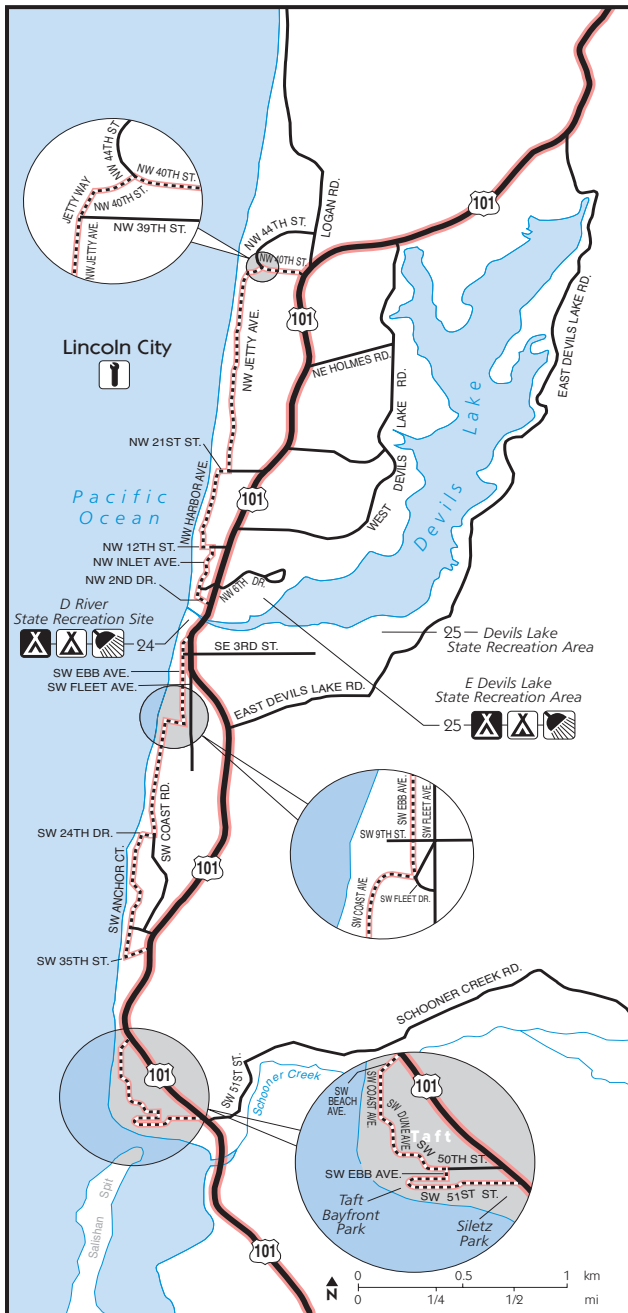 NW 44TH ST
NW 40TH ST.
JETTY WAY
NW 40TH ST.
NW 39TH ST.
NW JETTY AVE.
101
LOGAN RD.
NW 44TH ST.
NW 40TH ST.
101
EAST DEVILS LAKE RD.
Lincoln City
NW JETTY AVE.
NE HOLMES RD.
WEST DEVILS LAKE RD.
Devils Lake
NW 21ST ST.
NW HARBOR AVE.
101
Pacific
Ocean
NW 12TH ST.
NW INLET AVE.
NW 2ND DR.
NW 6TH DR.
D River
State Recreation Site
24
SE 3RD ST.
25
Devils Lake
State Recreation Area
SW EBB AVE.
SW FLEET AVE.
EAST DEVILS LAKE RD.
E Devils Lake
State Recreation Area
25
SW EBB AVE.
SW FLEET AVE.
SW 9TH ST.
SW COAST AVE.
SW FLEET DR.
SW COAST RD.
SW 24TH DR.
101
SW ANCHOR CT.
SW 35TH ST.
SCHOONER CREEK RD.
101
SW 51ST ST.
Schooner Creek
SW
BEACH
AVE.
SW COAST AVE.
101
SW DUNE AVE.
Taft
SW 50TH ST.
SW EBB AVE.
SW 51ST ST.
Taft
Bayfront
Park
Siletz
Park
Salishan Spit
101
N
0 0.5 1 km
0 1/4 1/2 mi